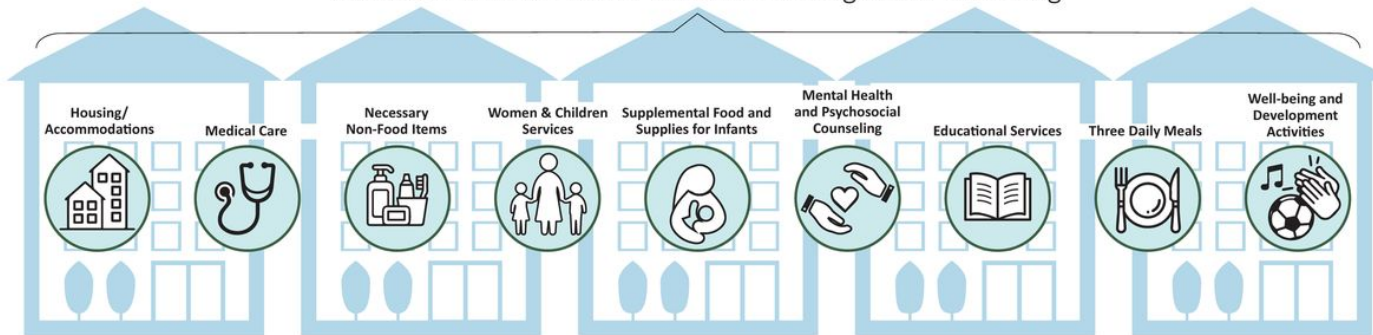 Housing/
Accommodations
Medical Care
Necessary
Non-Food Items
Women & Children
Services
Supplemental Food and
Supplies for Infants
Mental Health
and Psychosocial
Counseling
Educational Services
Three Daily Meals
Well-being and
Development
Activities